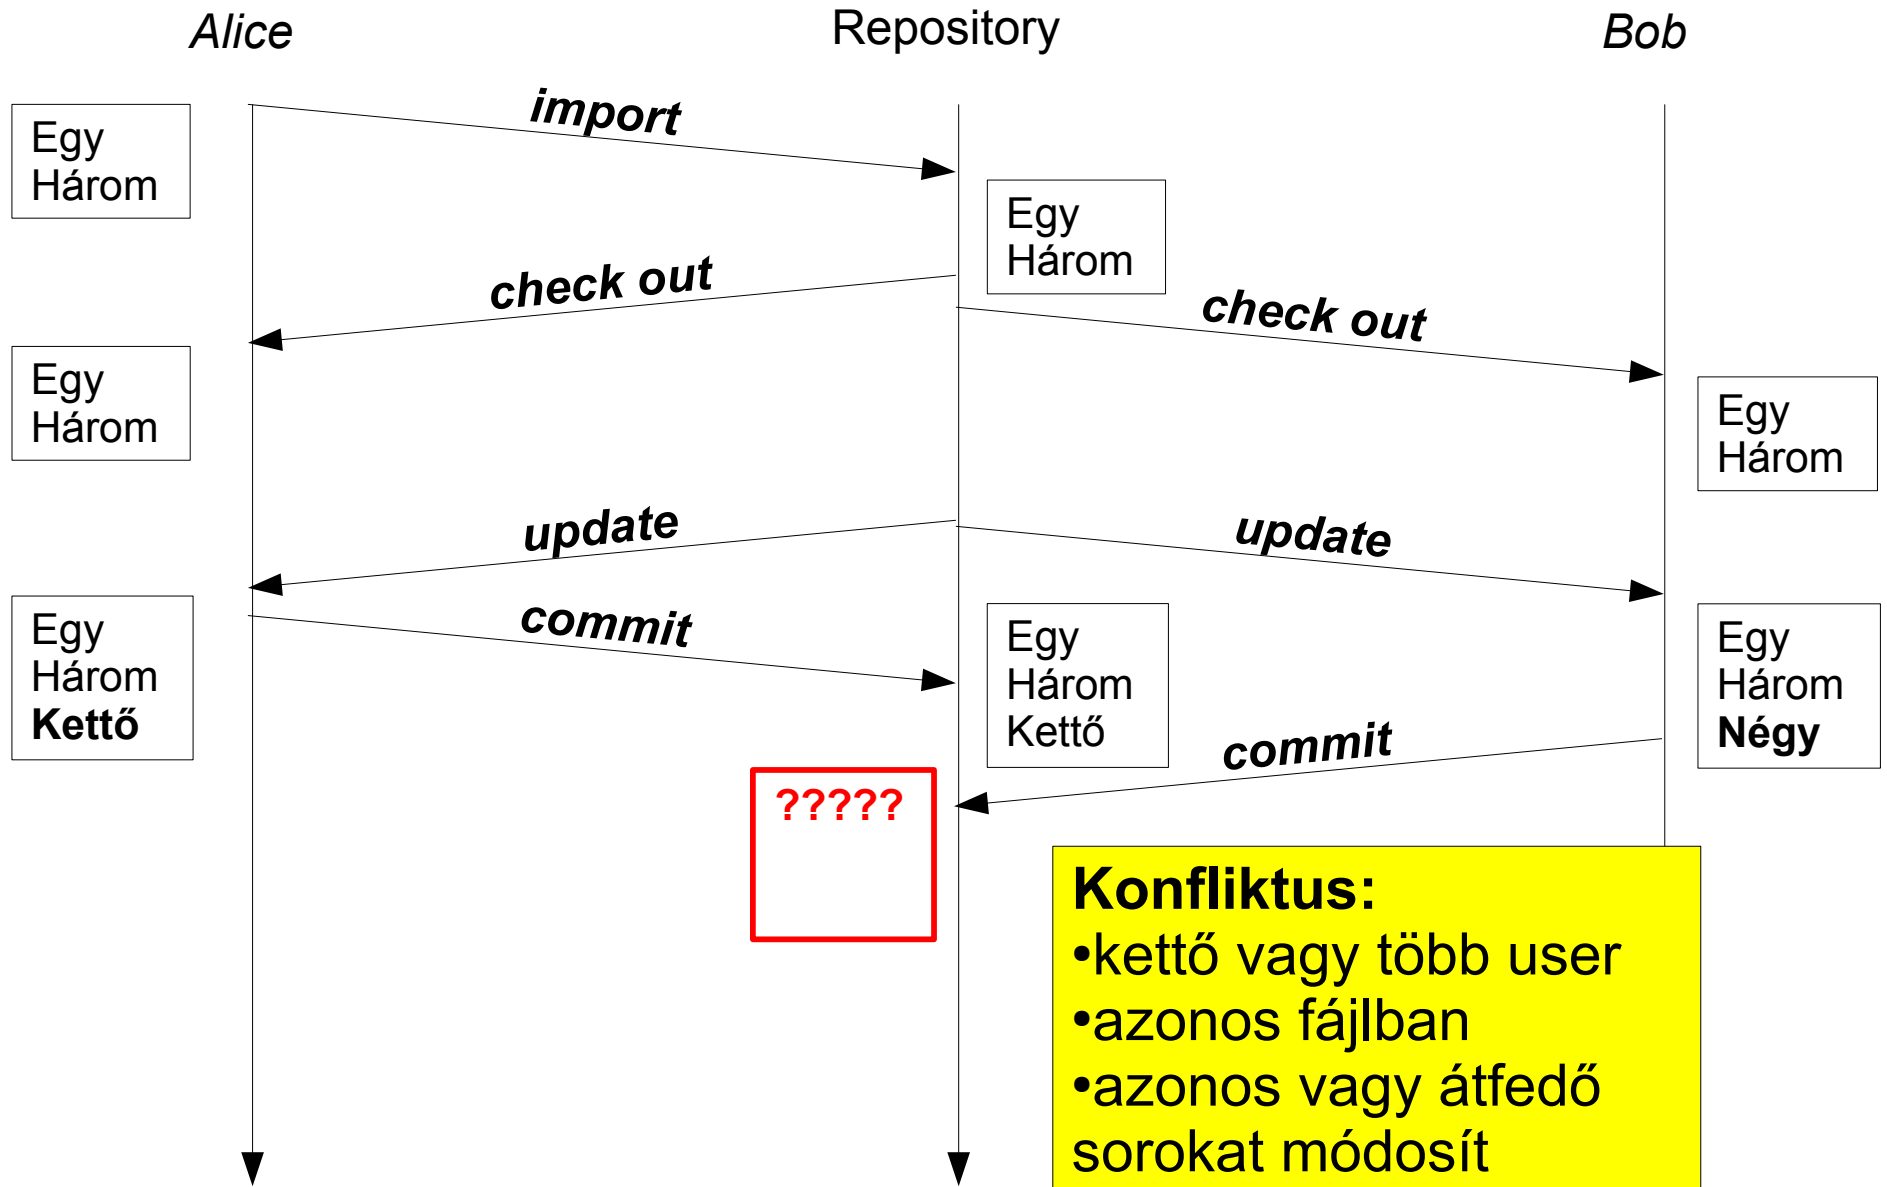 Alice
Repository
Bob
import
Egy
Három
Egy
Három
check out
check out
Egy
Három
Egy
Három
update
update
Egy
Három
Kettő
commit
Egy
Három
Kettő
Egy
Három
Négy
commit
?????
Konfliktus:
•kettő vagy több user
•azonos fájlban
•azonos vagy átfedő
sorokat módosít